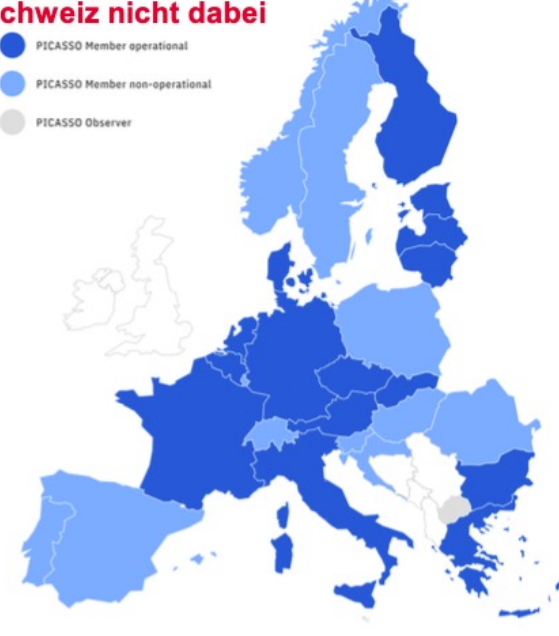 chweiz nicht dabei
PICASSO Member operational
PICASSO Member non-operational
PICASSO Observer